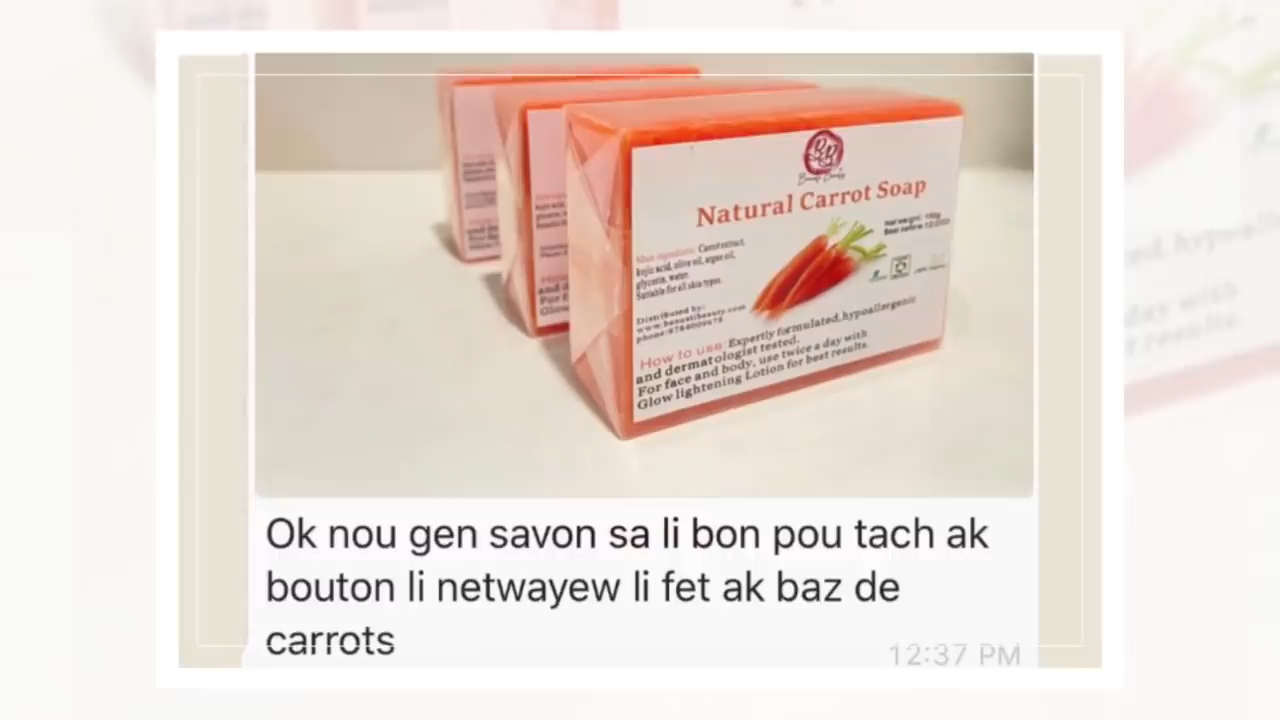 Natural Carrot Soap
Net weight: 150g
Main ingredients: Carrot extract,
kojic acid, olive oil, argan oil,
glycerin, water.
Suitable for all skin types.
Distributed by:
How to use: Expertly formulated, hypoallergenic
and dermatologist tested.
For face and body, use twice a day with
Glow lightening Lotion for best results.
Ok nou gen savon sa li bon pou tach ak
bouton li netwayew li fet ak baz de
carrots
12:37 PM